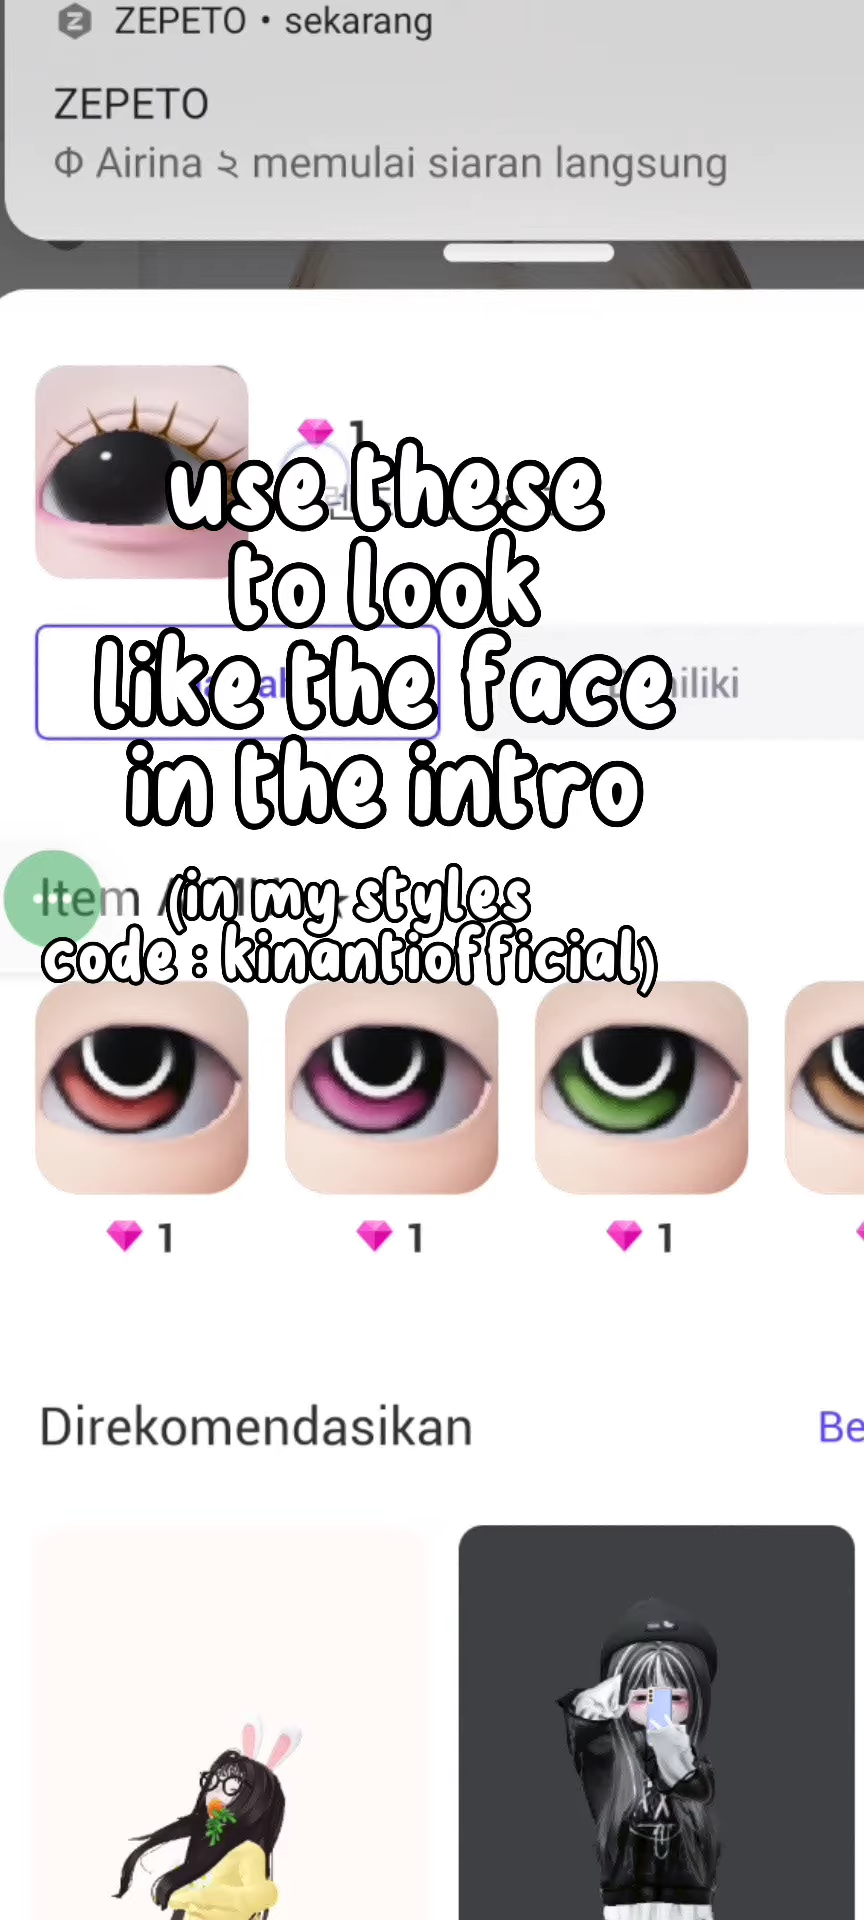 ZEPETO • sekarang
ZEPETO
Φ Airina memulai siaran langsung
1
use these
to look
like the face
in the intro
Item
(in my styles
code : kinantiofficial)
1
1
1
Direkomendasikan
Be